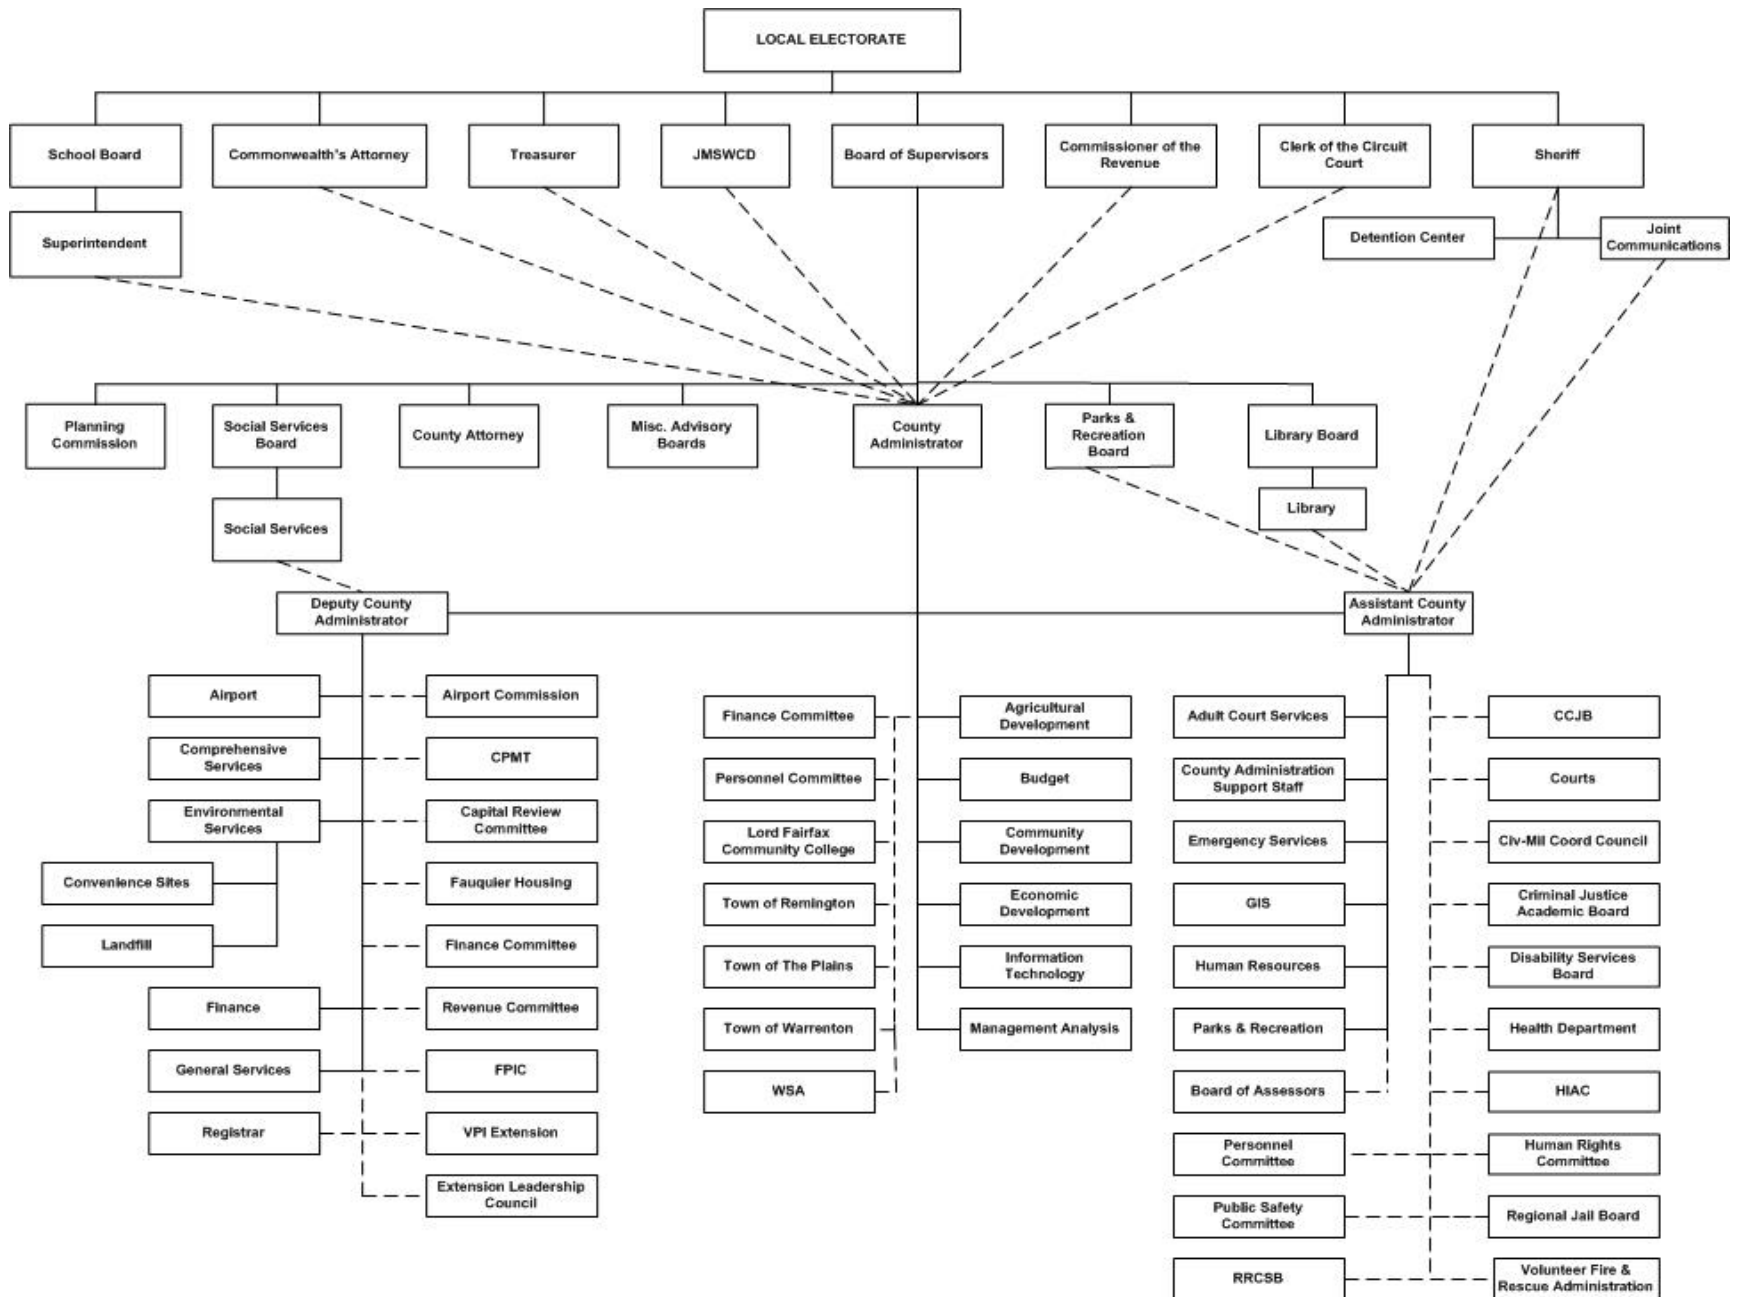 LOCAL ELECTORATE
School Board
Commonwealth's Attorney
Treasurer
JMSWCD
Board of Supervisors
Commissioner of the
Revenue
Clerk of the Circuit
Court
Sheriff
Superintendent
Detention Center
Joint
Communications
Planning
Commission
Social Services
Board
County Attorney
Misc. Advisory
Boards
County
Administrator
Parks &
Recreation
Board
Library Board
Library
Social Services
Deputy County
Administrator
Assistant County
Administrator
Airport
Airport Commission
Comprehensive
Services
CPMT
Environmental
Services
Capital Review
Committee
Convenience Sites
Fauquier Housing
Landfill
Finance Committee
Finance
Revenue Committee
General Services
FPIC
Registrar
VPI Extension
Extension Leadership
Council
Finance Committee
Agricultural
Development
Personnel Committee
Budget
Lord Fairfax
Community College
Community
Development
Town of Remington
Economic
Development
Town of The Plains
Information
Technology
Town of Warrenton
Management Analysis
WSA
Adult Court Services
CCJB
County Administration
Support Staff
Courts
Emergency Services
Civ-Mil Coord Council
GIS
Criminal Justice
Academic Board
Human Resources
Disability Services
Board
Parks & Recreation
Health Department
Board of Assessors
HIAC
Personnel
Committee
Human Rights
Committee
Public Safety
Committee
Regional Jail Board
RRCSB
Volunteer Fire &
Rescue Administration